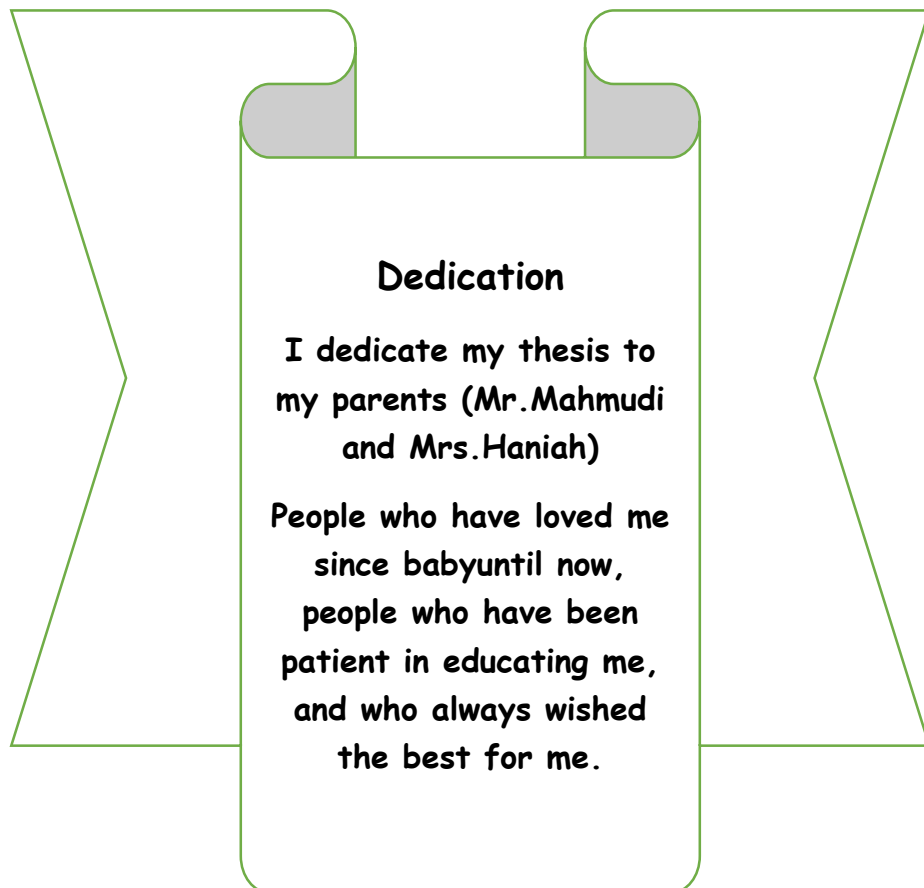 Dedication
I dedicate my thesis to
my parents (Mr.Mahmudi
and Mrs.Haniah)
People who have loved me
since babyuntil now,
people who have been
patient in educating me,
and who always wished
the best for me.